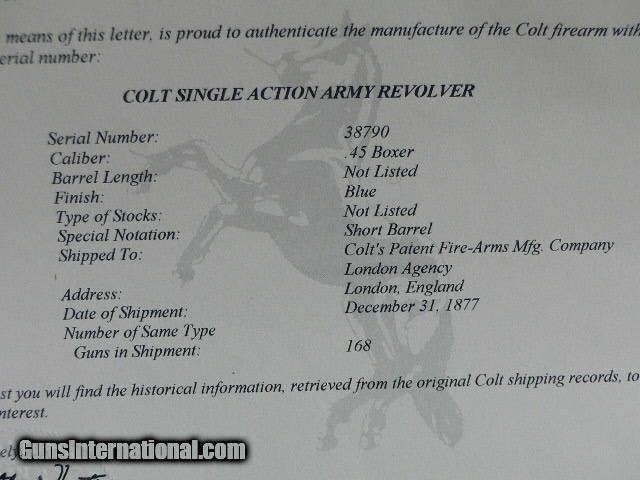 means of this letter, is proud to authenticate the manufacture of the Colt firearm with
erial number:
COLT SINGLE ACTION ARMY REVOLVER
Serial Number: 38790
Caliber: .45 Boxer
Barrel Length: Not Listed
Finish: Blue
Type of Stocks: Not Listed
Special Notation: Short Barrel
Shipped To: Colt's Patent Fire-Arms Mfg. Company
London Agency
Address: London, England
Date of Shipment: December 31, 1877
Number of Same Type
Guns in Shipment: 168
st you will find the historical information, retrieved from the original Colt shipping records, to
nterest.
ely
GunsInternational.com